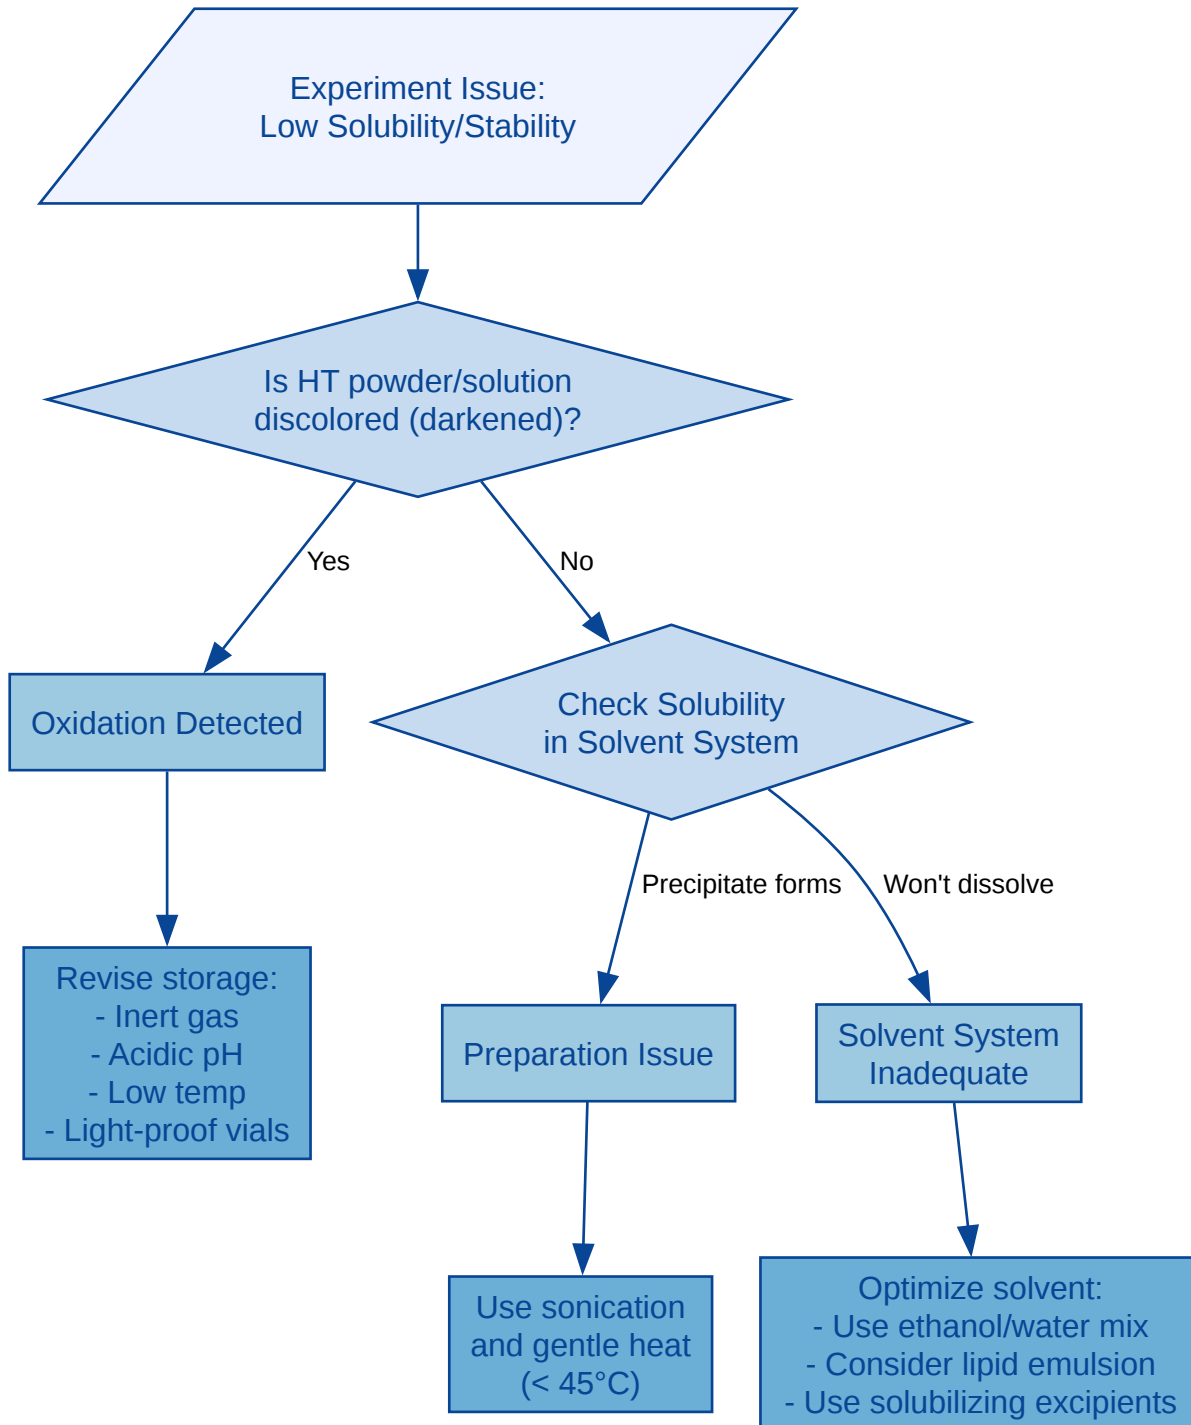 Experiment Issue:
Low Solubility/Stability
Is HT powder/solution
discolored (darkened)?
Yes
No
Oxidation Detected
Check Solubility
in Solvent System
Precipitate forms
Won't dissolve
Revise storage:
- Inert gas
- Acidic pH
- Low temp
- Light-proof vials
Preparation Issue
Solvent System
Inadequate
Use sonication
and gentle heat
(< 45°C)
Optimize solvent:
- Use ethanol/water mix
- Consider lipid emulsion
- Use solubilizing excipients